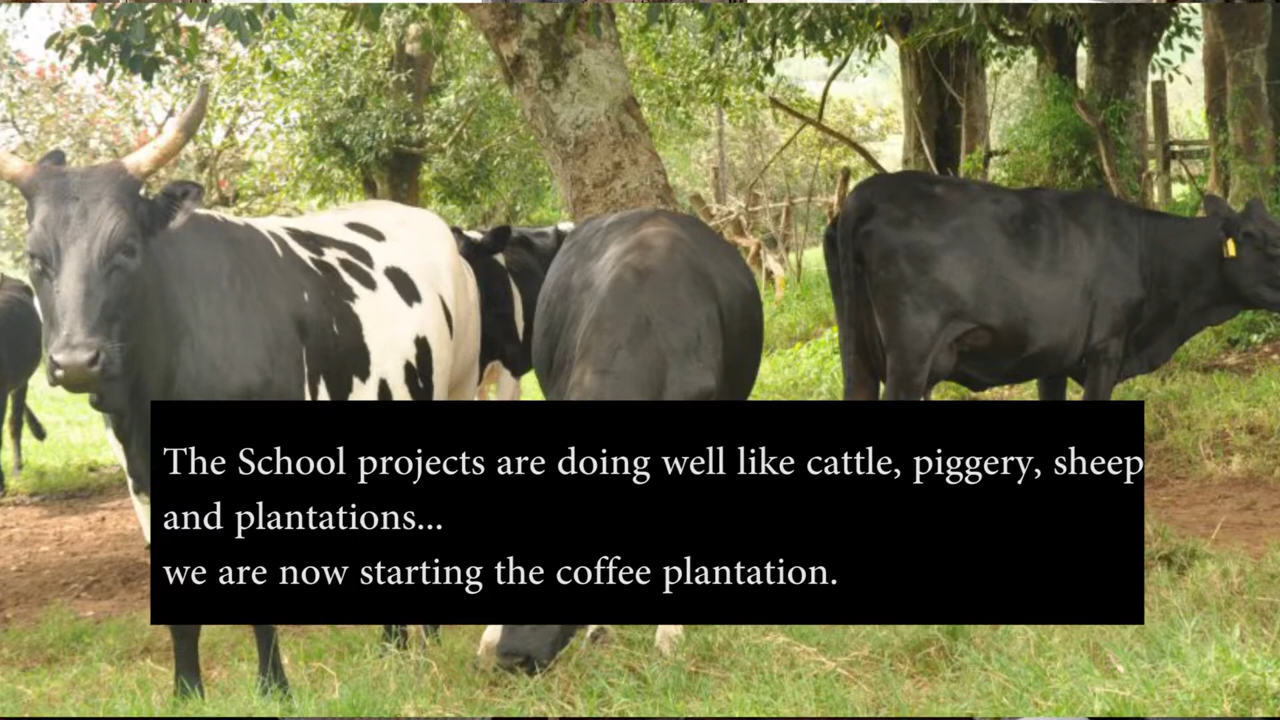 The School projects are doing well like cattle, piggery, sheep
and plantations...
we are now starting the coffee plantation.